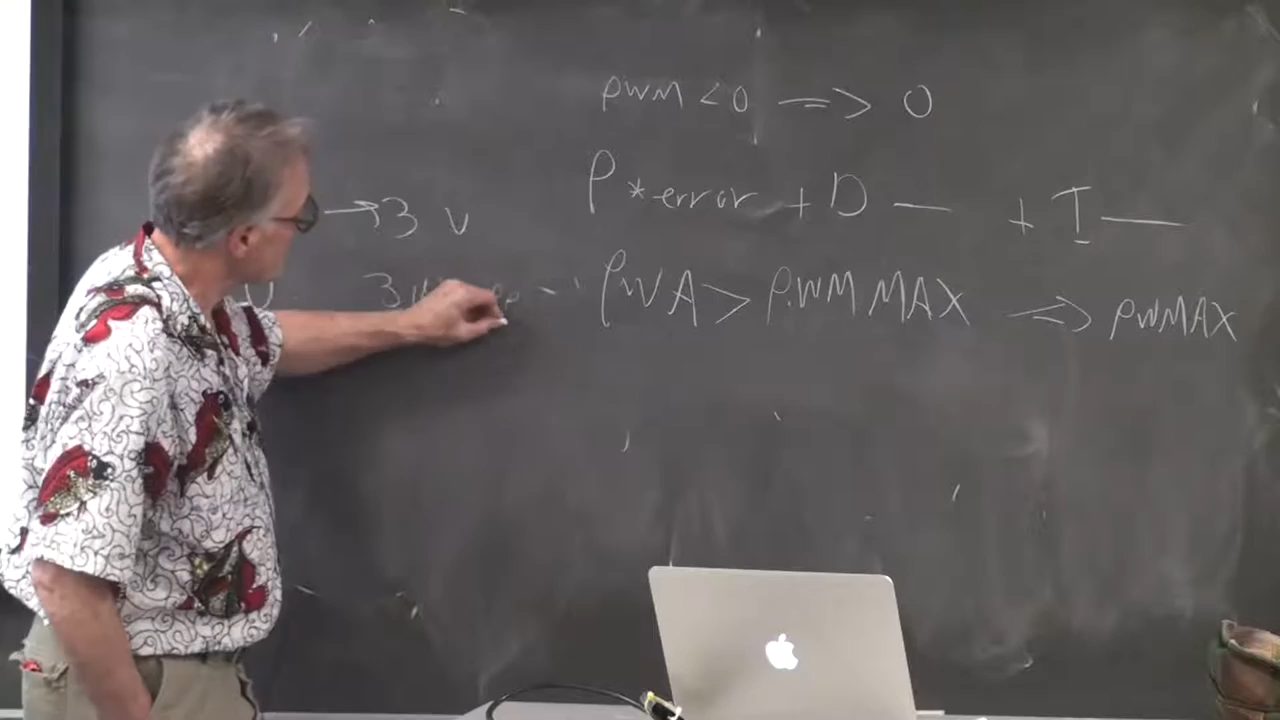 pwm < 0 => 0
P * error + D — + I —
→ 3 v
PWA > PWM MAX => PWMAX